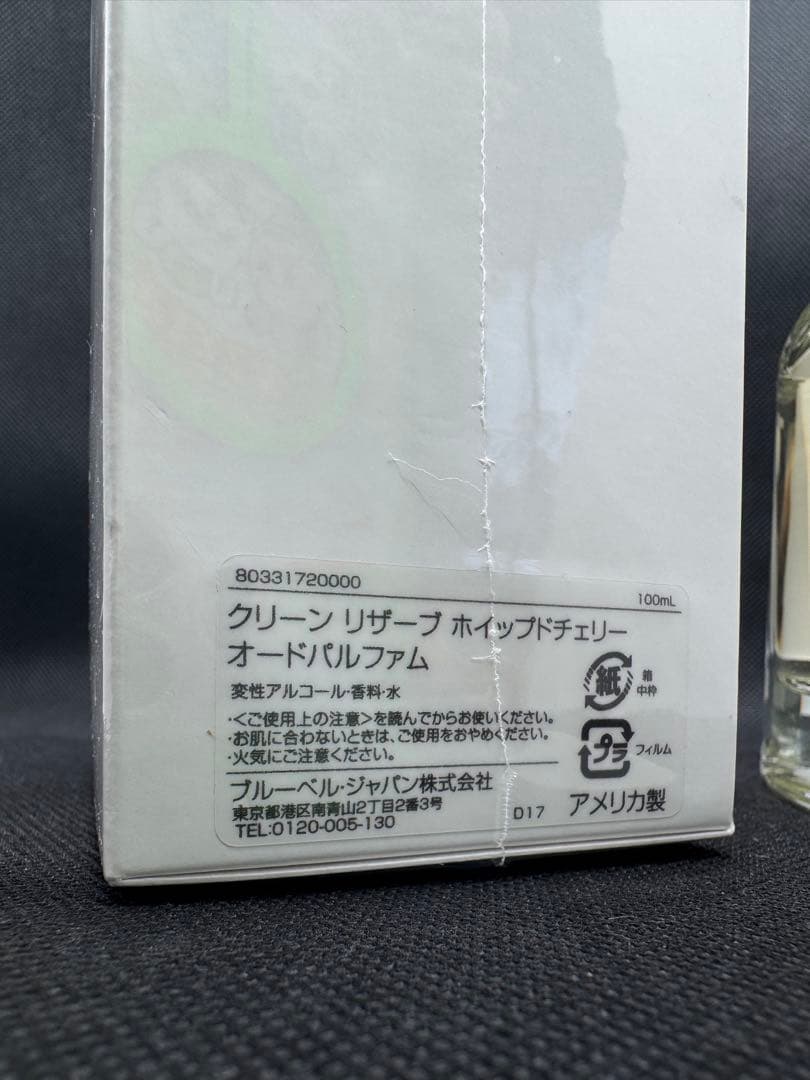 80331720000
100mL
クリーン リザーブ ホイップドチェリー
オードパルファム
変性アルコール・香料・水
・<ご使用上の注意>を読んでからお使いください。
・お肌に合わないときは、ご使用をおやめください。
・火気にご注意ください。
紙 箱 中枠
プラ フィルム
ブルーベル・ジャパン株式会社
東京都港区南青山2丁目2番3号
TEL:0120-005-130
D17 アメリカ製